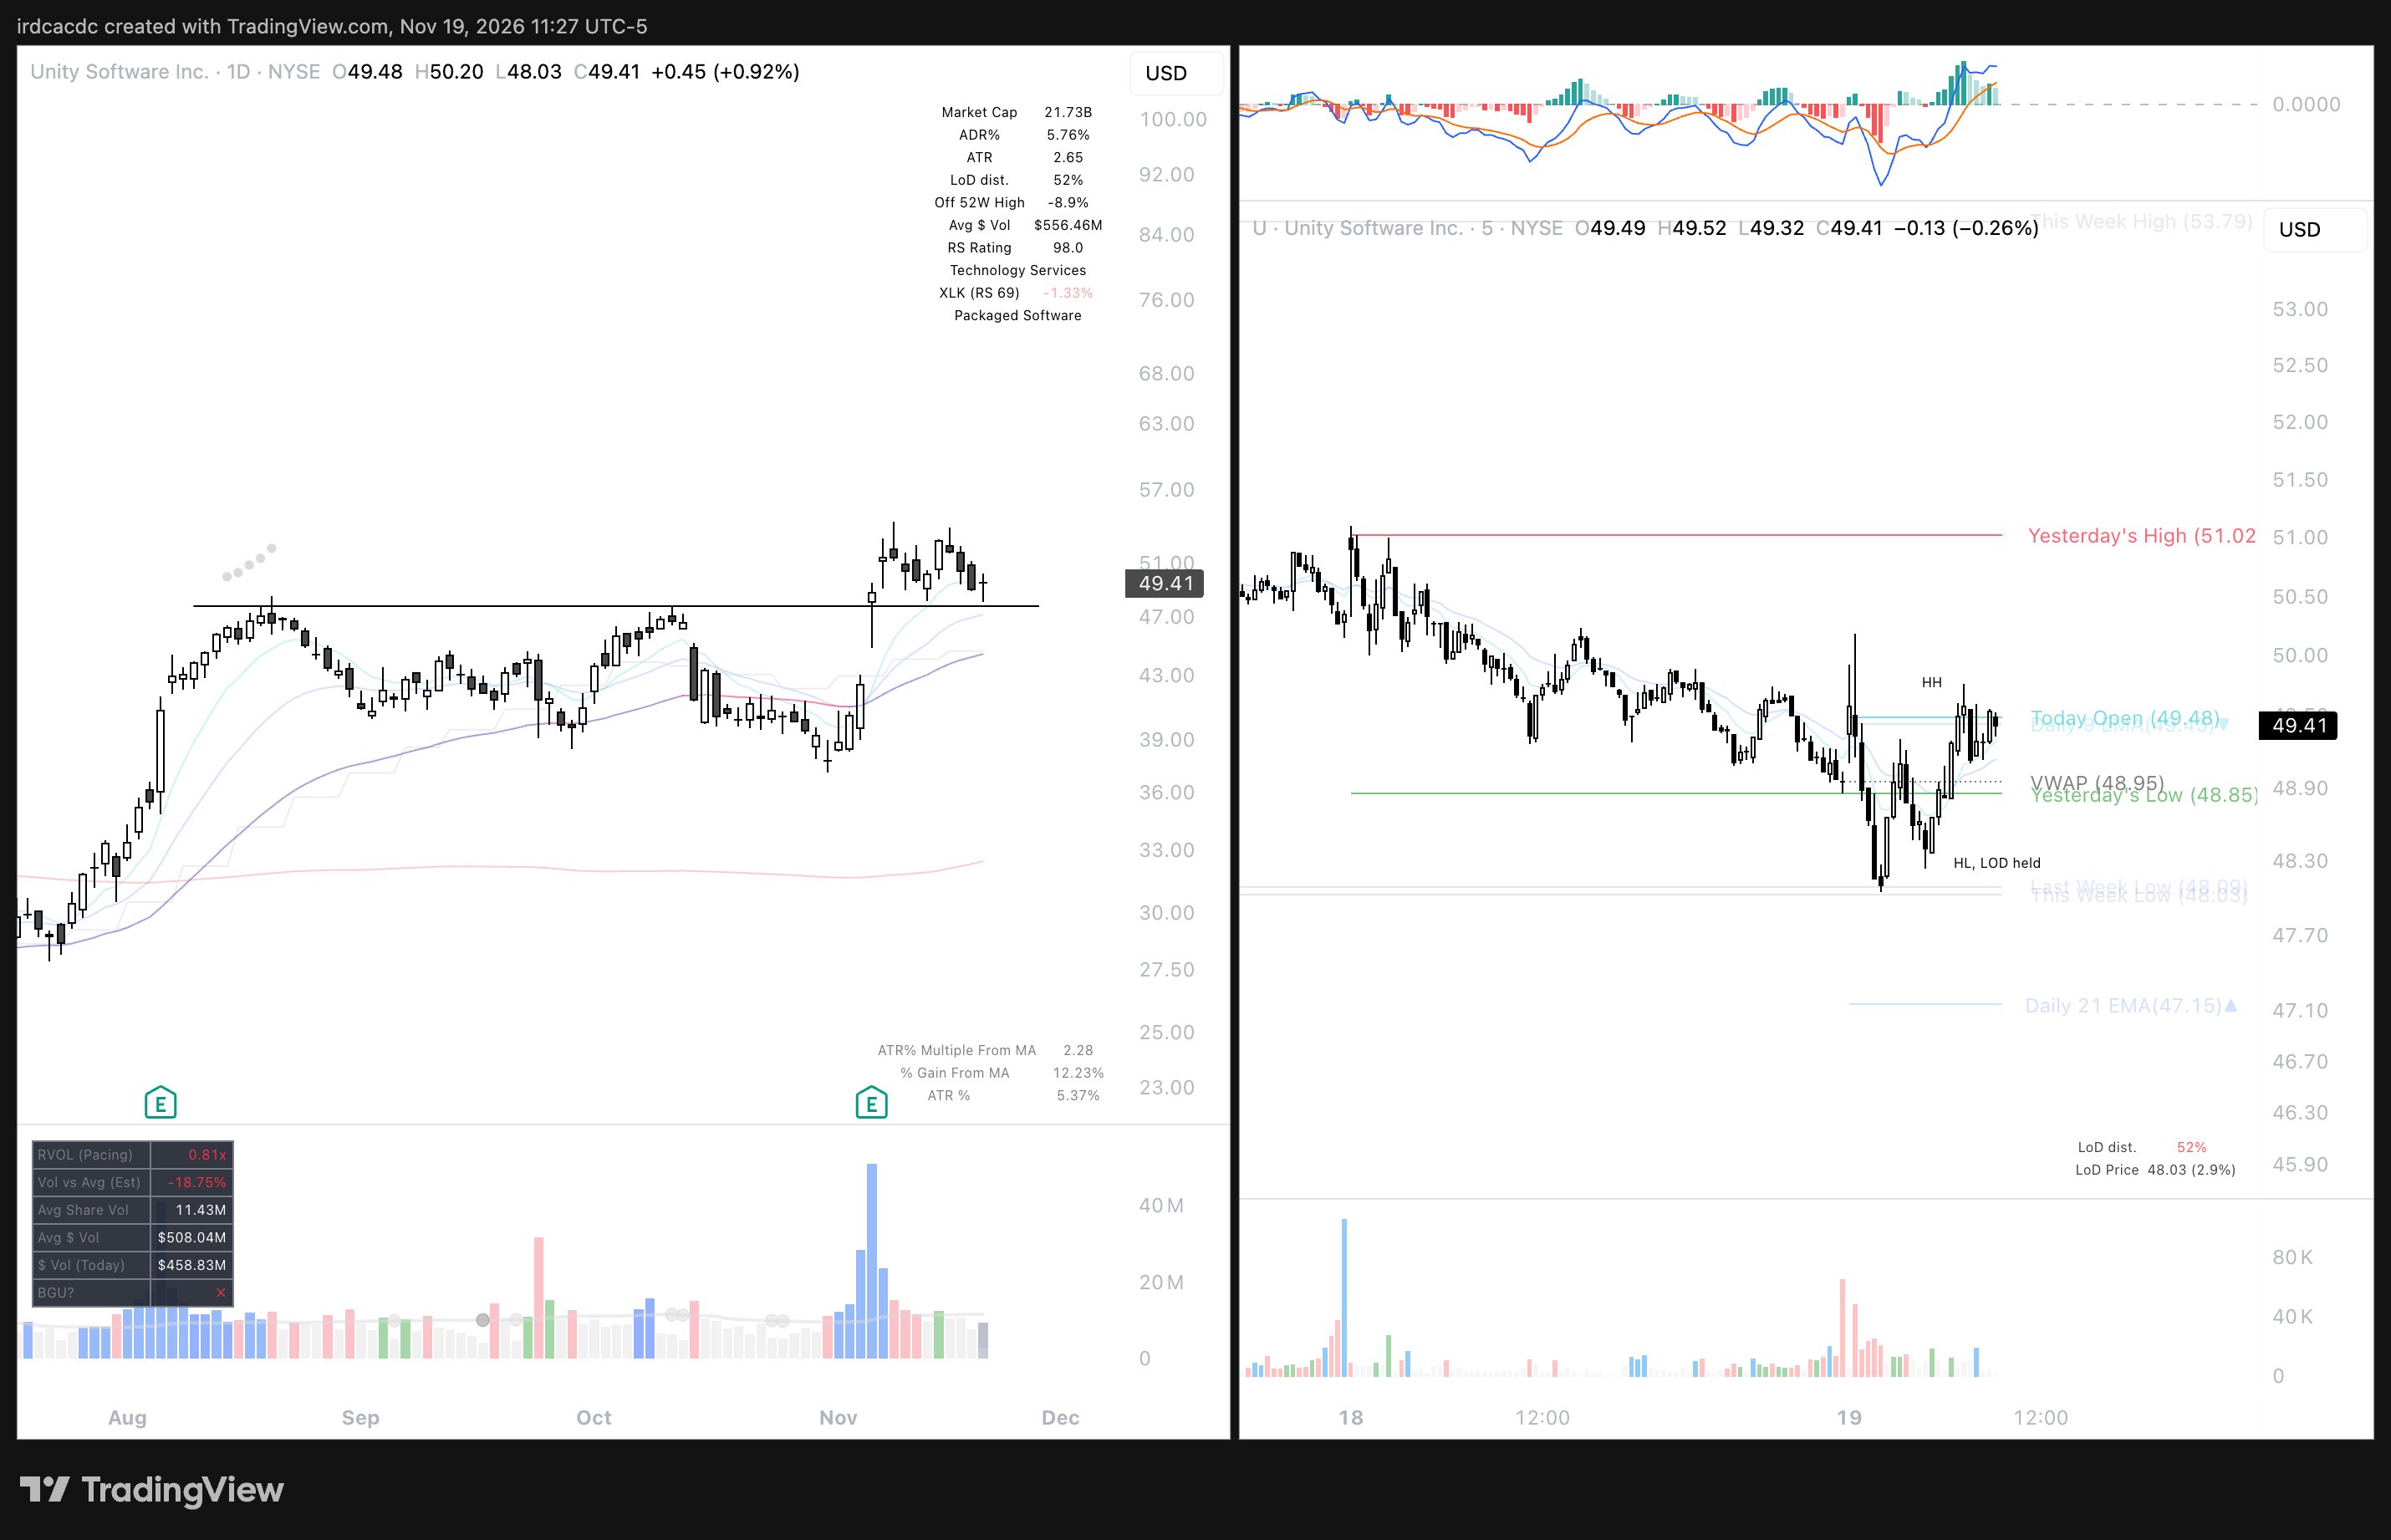 irdcacdc created with TradingView.com, Nov 19, 2026 11:27 UTC-5
Unity Software Inc. · 1D · NYSE O49.48 H50.20 L48.03 C49.41 +0.45 (+0.92%)
USD
Market Cap 21.73B
ADR% 5.76%
ATR 2.65
LoD dist. 52%
Off 52W High -8.9%
Avg $ Vol $556.46M
RS Rating 98.0
Technology Services
XLK (RS 69) -1.33%
Packaged Software
100.00
92.00
84.00
76.00
68.00
63.00
57.00
51.00
49.41
47.00
43.00
39.00
36.00
33.00
30.00
27.50
25.00
23.00
ATR% Multiple From MA 2.28
% Gain From MA 12.23%
ATR % 5.37%
E
E
RVOL (Pacing) 0.81x
Vol vs Avg (Est) -18.75%
Avg Share Vol 11.43M
Avg $ Vol $508.04M
$ Vol (Today) $458.83M
BGU? ×
40 M
20 M
0
Aug Sep Oct Nov Dec
0.0000
U · Unity Software Inc. · 5 · NYSE O49.49 H49.52 L49.32 C49.41 −0.13 (−0.26%)
This Week High (53.79)
USD
53.00
52.50
52.00
51.50
Yesterday's High (51.02
51.00
50.50
50.00
HH
Today Open (49.48)
Daily 9 EMA(49.43)▼
49.41
VWAP (48.95)
Yesterday's Low (48.85)
48.90
HL, LOD held
48.30
Last Week Low (48.09)
This Week Low (48.03)
47.70
Daily 21 EMA(47.15)▲
47.10
46.70
46.30
LoD dist. 52%
LoD Price 48.03 (2.9%)
45.90
80 K
40 K
0
18 12:00 19 12:00
TradingView